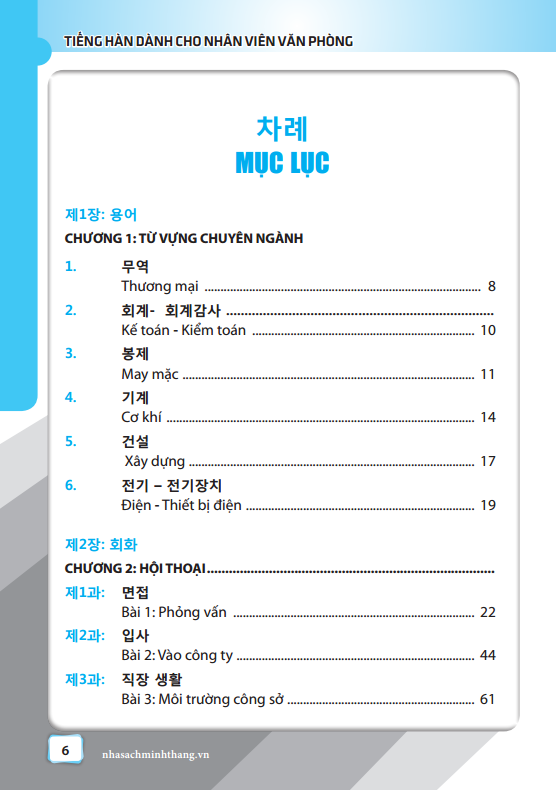 TIẾNG HÀN DÀNH CHO NHÂN VIÊN VĂN PHÒNG
차례
MỤC LỤC
제1장: 용어
CHƯƠNG 1: TỪ VỰNG CHUYÊN NGÀNH
1. 무역
Thương mại ........................................ 8
2. 회계- 회계감사 ........................................
Kế toán - Kiểm toán ........................................ 10
3. 봉제
May mặc ........................................ 11
4. 기계
Cơ khí ........................................ 14
5. 건설
Xây dựng ........................................ 17
6. 전기 – 전기장치
Điện - Thiết bị điện ........................................ 19
제2장: 회화
CHƯƠNG 2: HỘI THOẠI ........................................
제1과: 면접
Bài 1: Phỏng vấn ........................................ 22
제2과: 입사
Bài 2: Vào công ty ........................................ 44
제3과: 직장 생활
Bài 3: Môi trường công sở ........................................ 61
6
nhasachminhthang.vn